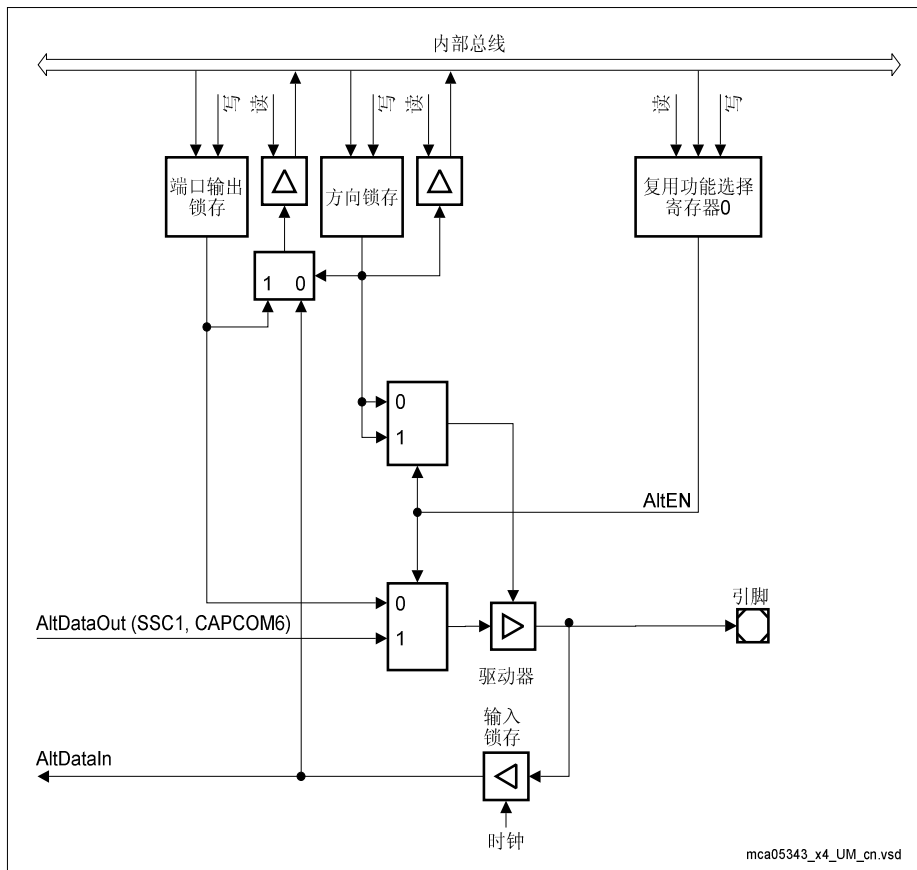 内部总线
写
读
写
读
读
写
端口输出
锁存
方向锁存
复用功能选择
寄存器0
1 0
0
1
AltEN
0
1
AltDataOut (SSC1, CAPCOM6)
引脚
驱动器
输入
锁存
AltDataIn
时钟
mca05343_x4_UM_cn.vsd